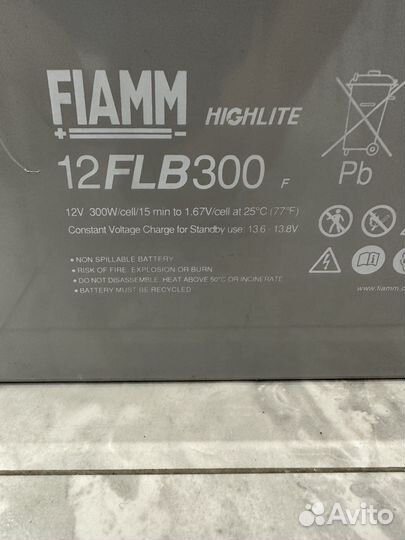 FIAMM HIGHLITE
12FLB300 F
12V 300W/cell/15 min to 1.67V/cell at 25°C (77°F)
Constant Voltage Charge for Standby use: 13.6 - 13.8V
• NON SPILLABLE BATTERY
• RISK OF FIRE, EXPLOSION OR BURN
• DO NOT DISASSEMBLE, HEAT ABOVE 50°C OR INCINERATE
• BATTERY MUST BE RECYCLED
Pb
www.fiamm.c
Avito